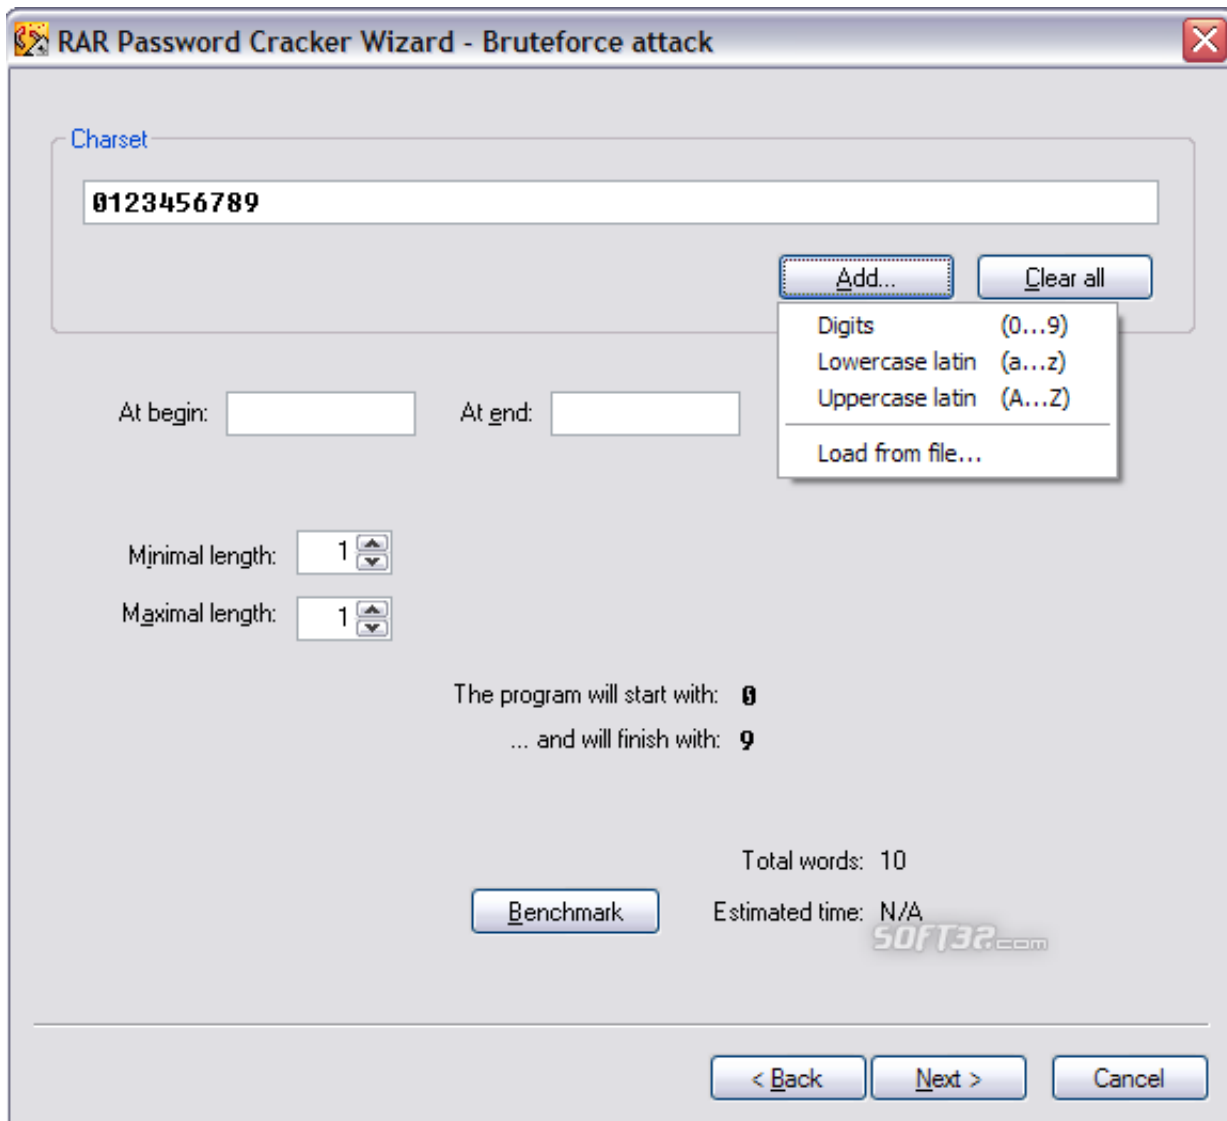 RAR Password Cracker Wizard - Bruteforce attack
Charset
0123456789
Add... Clear all
Digits (0...9)
Lowercase latin (a...z)
Uppercase latin (A...Z)
Load from file...
At begin: At end:
Minimal length: 1
Maximal length: 1
The program will start with: 0
... and will finish with: 9
Total words: 10
Benchmark Estimated time: N/A
SOFT32.com
< Back Next > Cancel